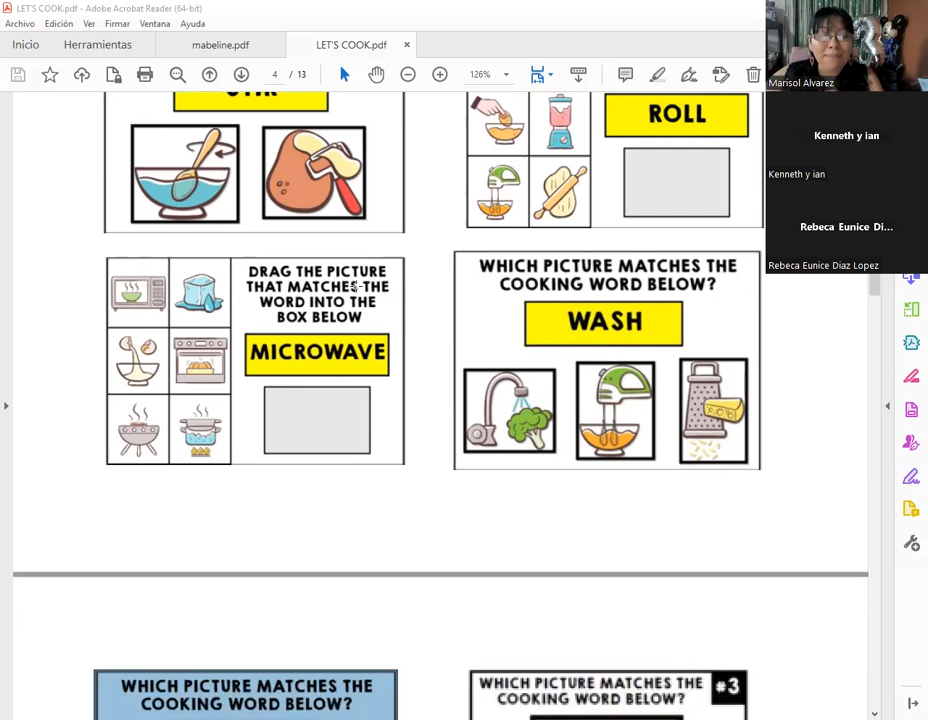 LET'S COOK.pdf - Adobe Acrobat Reader (64-bit)
Archivo Edición Ver Firmar Ventana Ayuda
Inicio Herramientas mabeline.pdf LET'S COOK.pdf ×
4 / 13 126%
Marisol Alvarez
Kenneth y ian
Kenneth y ian
Rebeca Eunice Di...
Rebeca Eunice Diaz Lopez
STIR
ROLL
DRAG THE PICTURE
THAT MATCHES THE
WORD INTO THE
BOX BELOW
MICROWAVE
WHICH PICTURE MATCHES THE
COOKING WORD BELOW?
WASH
WHICH PICTURE MATCHES THE
COOKING WORD BELOW?
WHICH PICTURE MATCHES THE
COOKING WORD BELOW?
#3